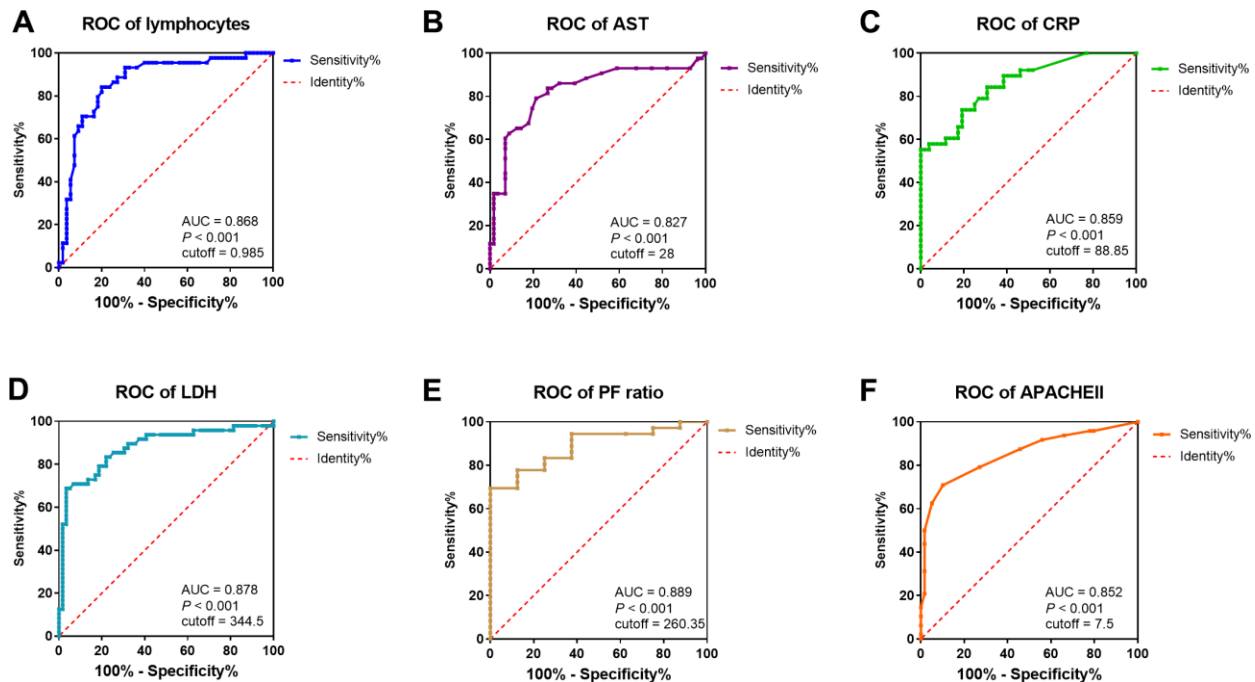 A
ROC of lymphocytes
100
80
60
40
20
0
Sensitivity%
0 20 40 60 80 100
100% - Specificity%
AUC = 0.868
P < 0.001
cutoff = 0.985
Sensitivity%
Identity%
B
ROC of AST
100
80
60
40
20
0
Sensitivity%
0 20 40 60 80 100
100% - Specificity%
AUC = 0.827
P < 0.001
cutoff = 28
Sensitivity%
Identity%
C
ROC of CRP
100
80
60
40
20
0
Sensitivity%
0 20 40 60 80 100
100% - Specificity%
AUC = 0.859
P < 0.001
cutoff = 88.85
Sensitivity%
Identity%
D
ROC of LDH
100
80
60
40
20
0
Sensitivity%
0 20 40 60 80 100
100% - Specificity%
AUC = 0.878
P < 0.001
cutoff = 344.5
Sensitivity%
Identity%
E
ROC of PF ratio
100
80
60
40
20
0
Sensitivity%
0 20 40 60 80 100
100% - Specificity%
AUC = 0.889
P < 0.001
cutoff = 260.35
Sensitivity%
Identity%
F
ROC of APACHEII
100
80
60
40
20
0
Sensitivity%
0 20 40 60 80 100
100% - Specificity%
AUC = 0.852
P < 0.001
cutoff = 7.5
Sensitivity%
Identity%